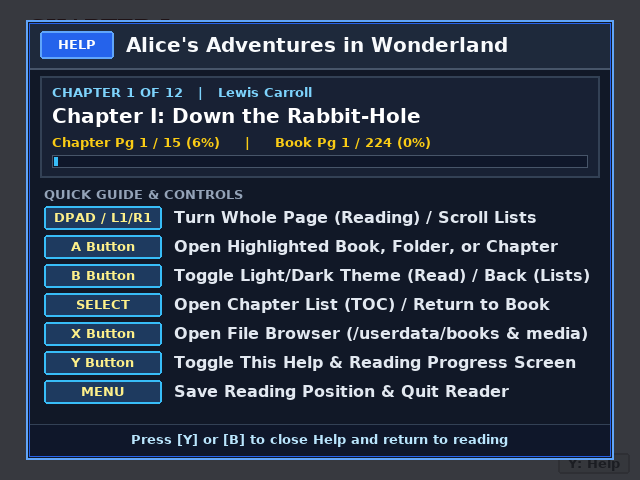 HELP Alice's Adventures in Wonderland
CHAPTER 1 OF 12 | Lewis Carroll
Chapter I: Down the Rabbit-Hole
Chapter Pg 1 / 15 (6%) | Book Pg 1 / 224 (0%)
QUICK GUIDE & CONTROLS
DPAD / L1/R1 Turn Whole Page (Reading) / Scroll Lists
A Button Open Highlighted Book, Folder, or Chapter
B Button Toggle Light/Dark Theme (Read) / Back (Lists)
SELECT Open Chapter List (TOC) / Return to Book
X Button Open File Browser (/userdata/books & media)
Y Button Toggle This Help & Reading Progress Screen
MENU Save Reading Position & Quit Reader
Press [Y] or [B] to close Help and return to reading
Y: Help